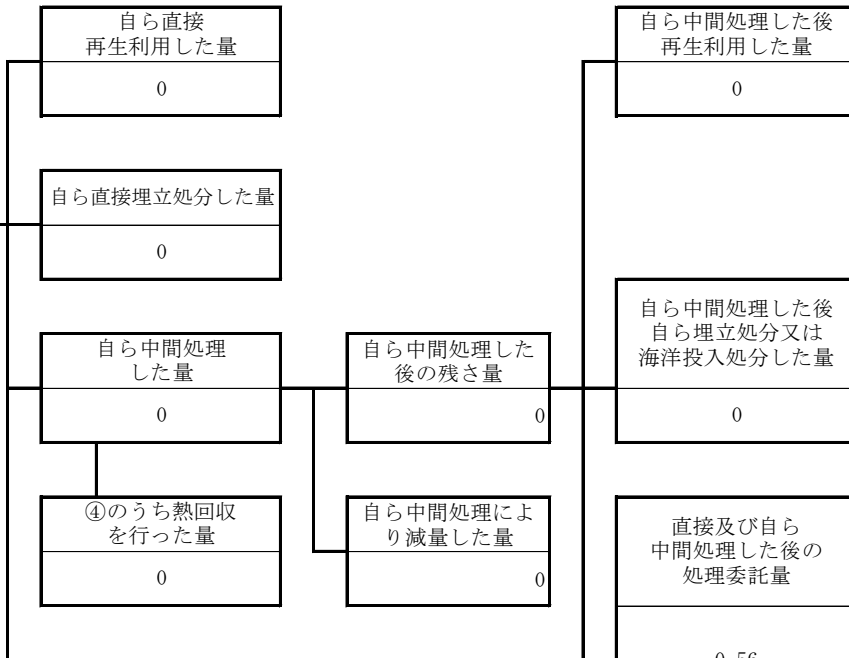 自ら直接
再生利用した量
0
自ら中間処理した後
再生利用した量
0
自ら直接埋立処分した量
0
自ら中間処理
した量
0
自ら中間処理した
後の残さ量
0
自ら中間処理した後
自ら埋立処分又は
海洋投入処分した量
0
④のうち熱回収
を行った量
0
自ら中間処理によ
り減量した量
0
直接及び自ら
中間処理した後の
処理委託量
0.56